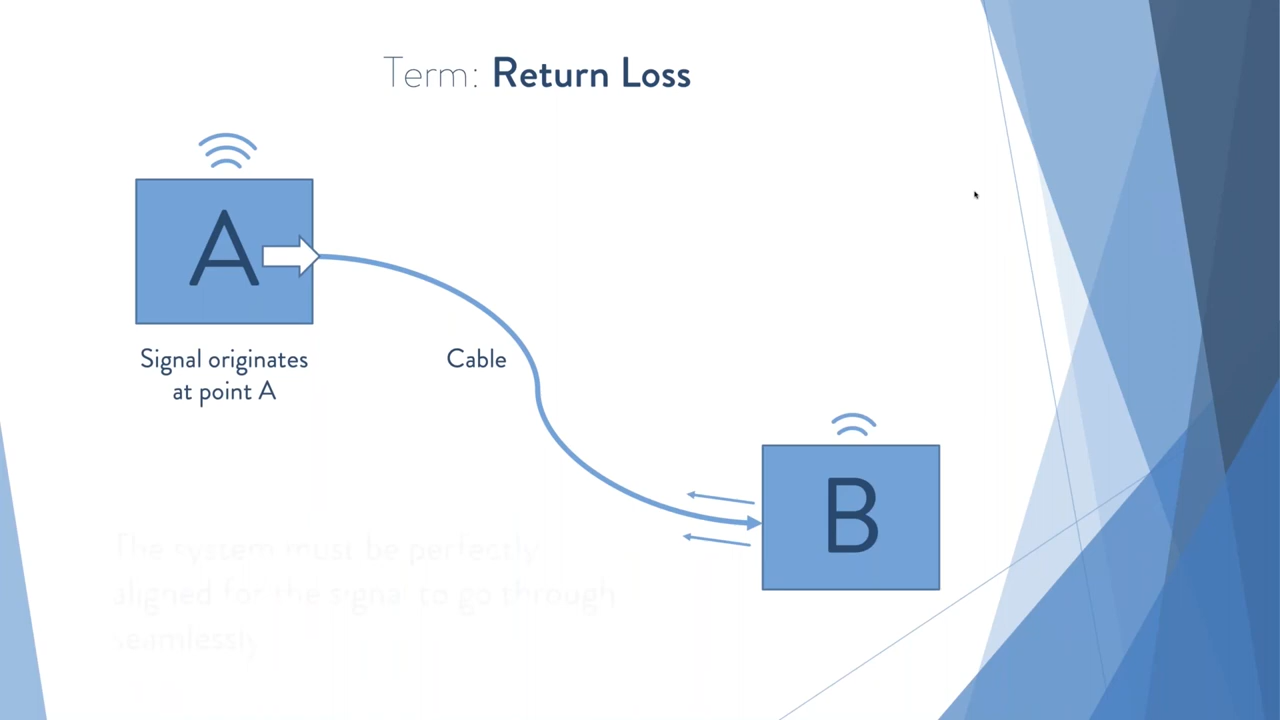 Term: Return Loss
A
Signal originates
at point A
Cable
B
The system must be perfectly
aligned for the signal to go through
seamlessly